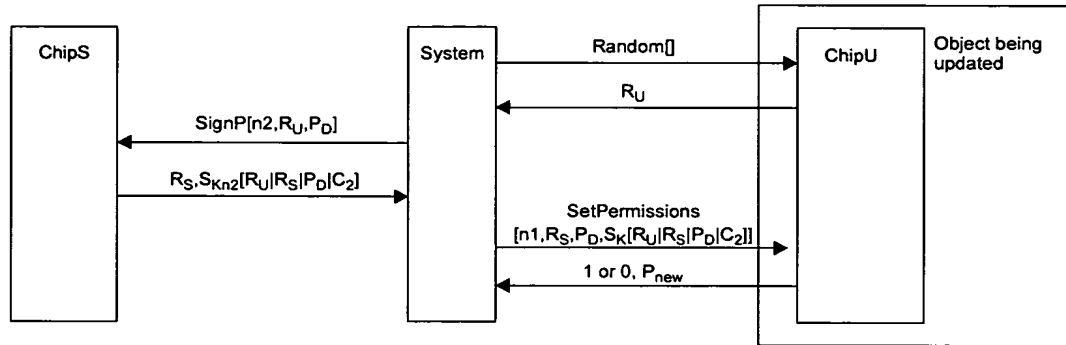 ChipS
System
ChipU
Object being
updated
Random[]
R_U
SignP[n2,R_U,P_D]
R_S,S_Kn2[R_U|R_S|P_D|C_2]
SetPermissions
[n1,R_S,P_D,S_K[R_U|R_S|P_D|C_2]]
1 or 0, P_new